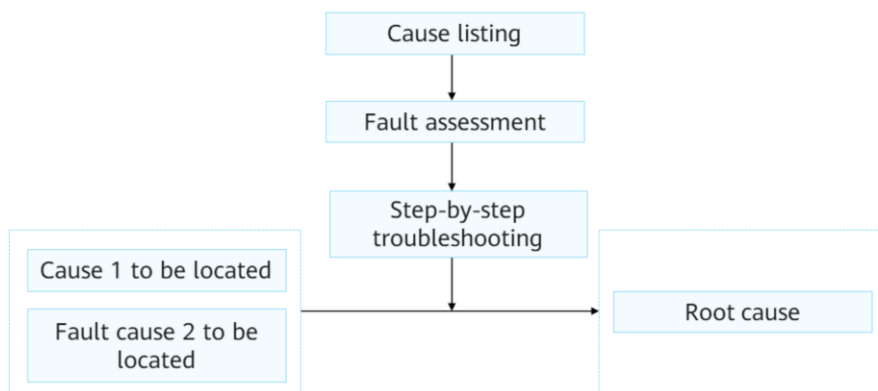 Cause listing
Fault assessment
Step-by-step
troubleshooting
Cause 1 to be located
Fault cause 2 to be
located
Root cause